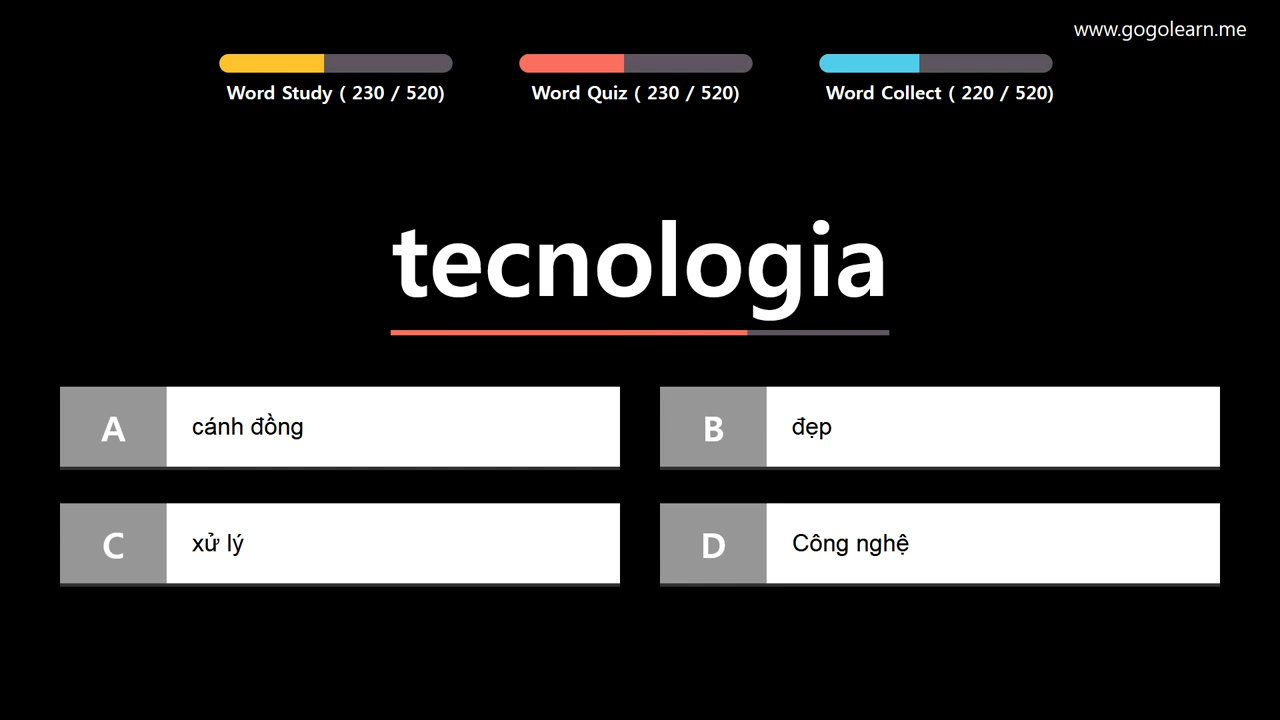 www.gogolearn.me
Word Study ( 230 / 520)
Word Quiz ( 230 / 520)
Word Collect ( 220 / 520)
tecnologia
A
cánh đồng
B
đẹp
C
xử lý
D
Công nghệ